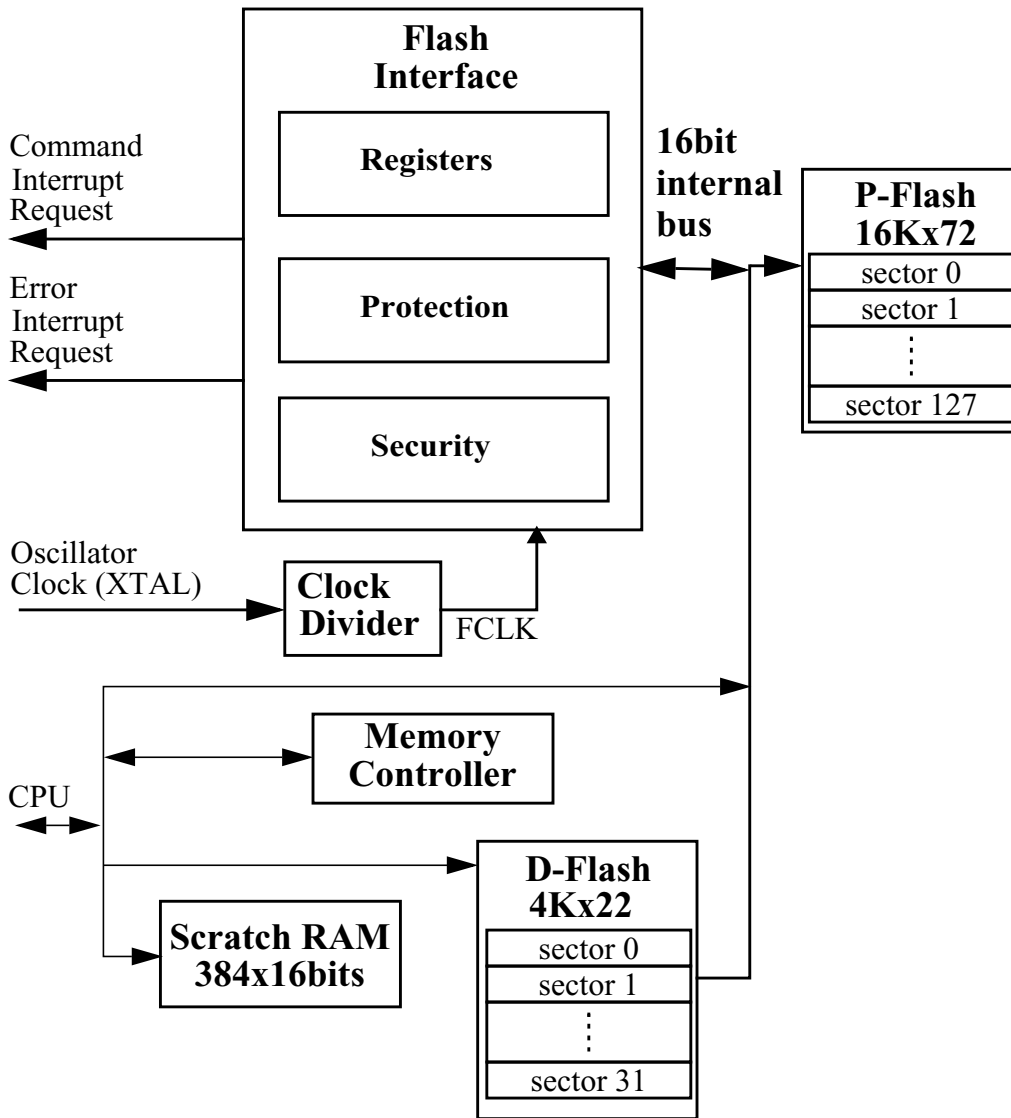 Flash
Interface
Registers
Protection
Security
Command
Interrupt
Request
Error
Interrupt
Request
16bit
internal
bus
P-Flash
16Kx72
sector 0
sector 1
sector 127
Oscillator
Clock (XTAL)
Clock
Divider
FCLK
Memory
Controller
CPU
D-Flash
4Kx22
sector 0
sector 1
sector 31
Scratch RAM
384x16bits